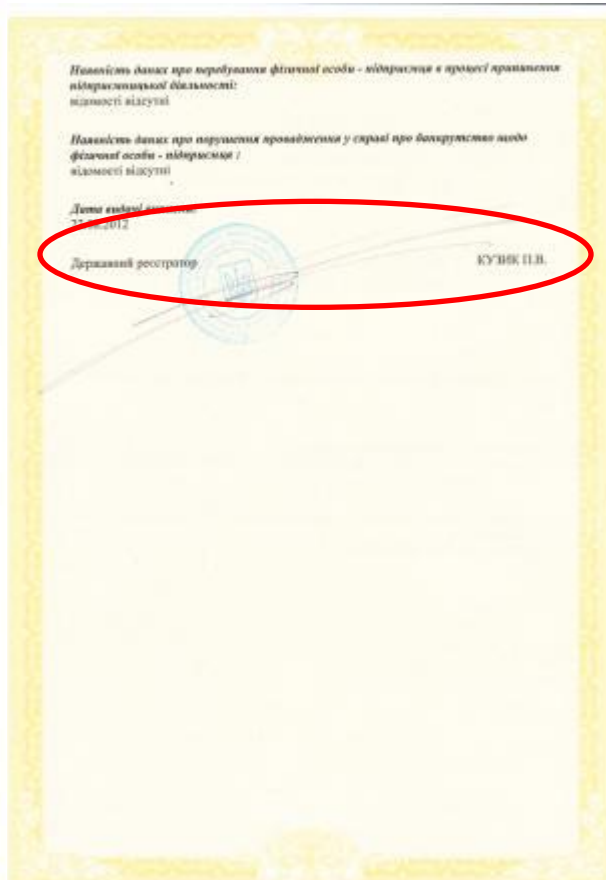 Наявність даних про перебування фізичної особи - підприємця в процесі припинення
підприємницької діяльності:
відомості відсутні
Наявність даних про порушення провадження у справі про банкрутство щодо
фізичної особи - підприємця :
відомості відсутні
Дата видачі
2012
Державний реєстратор
КУЗИК П.В.